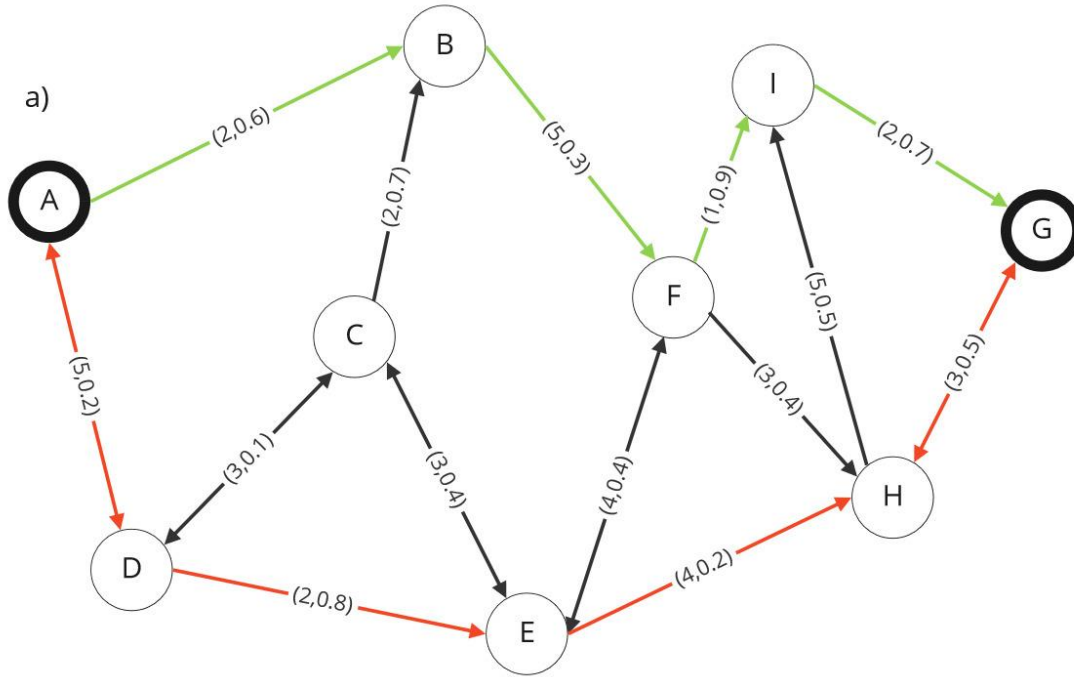 a)
A
B
C
D
E
F
G
H
I
(2,0.6)
(5,0.3)
(1,0.9)
(2,0.7)
(2,0.7)
(5,0.2)
(3,0.1)
(3,0.4)
(4,0.4)
(3,0.4)
(5,0.5)
(3,0.5)
(2,0.8)
(4,0.2)